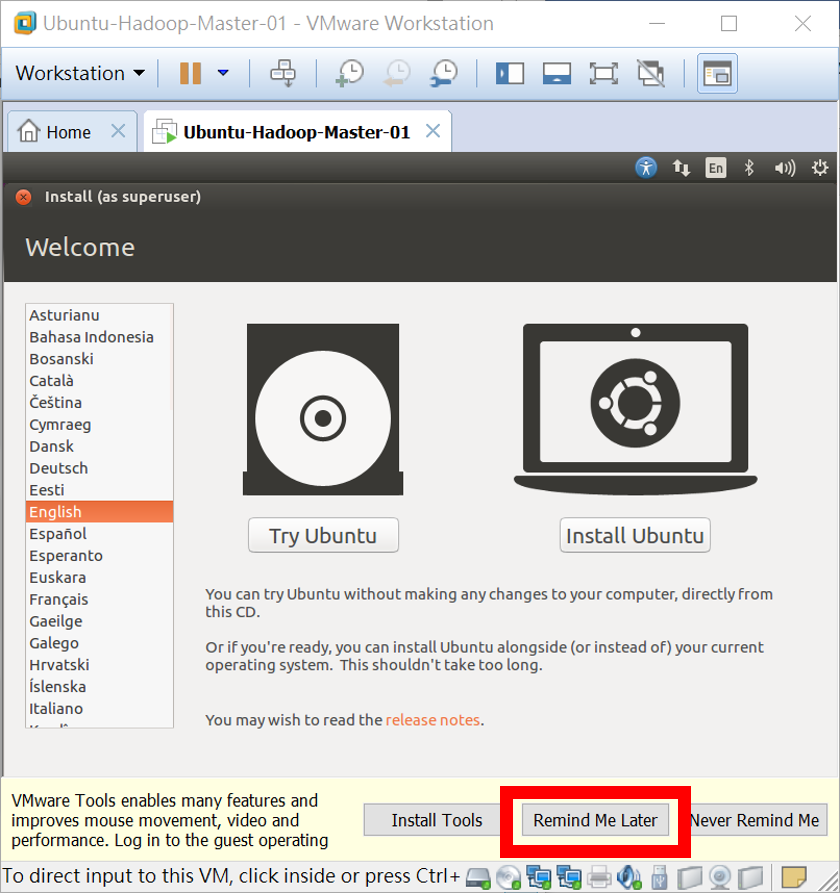 Ubuntu-Hadoop-Master-01 - VMware Workstation
Workstation
Home
Ubuntu-Hadoop-Master-01
En
Install (as superuser)
Welcome
Asturianu
Bahasa Indonesia
Bosanski
Català
Čeština
Cymraeg
Dansk
Deutsch
Eesti
English
Español
Esperanto
Euskara
Français
Gaeilge
Galego
Hrvatski
Íslenska
Italiano
Try Ubuntu
Install Ubuntu
You can try Ubuntu without making any changes to your computer, directly from
this CD.
Or if you're ready, you can install Ubuntu alongside (or instead of) your current
operating system. This shouldn't take too long.
You may wish to read the release notes.
VMware Tools enables many features and
improves mouse movement, video and
performance. Log in to the guest operating
Install Tools
Remind Me Later
Never Remind Me
To direct input to this VM, click inside or press Ctrl+